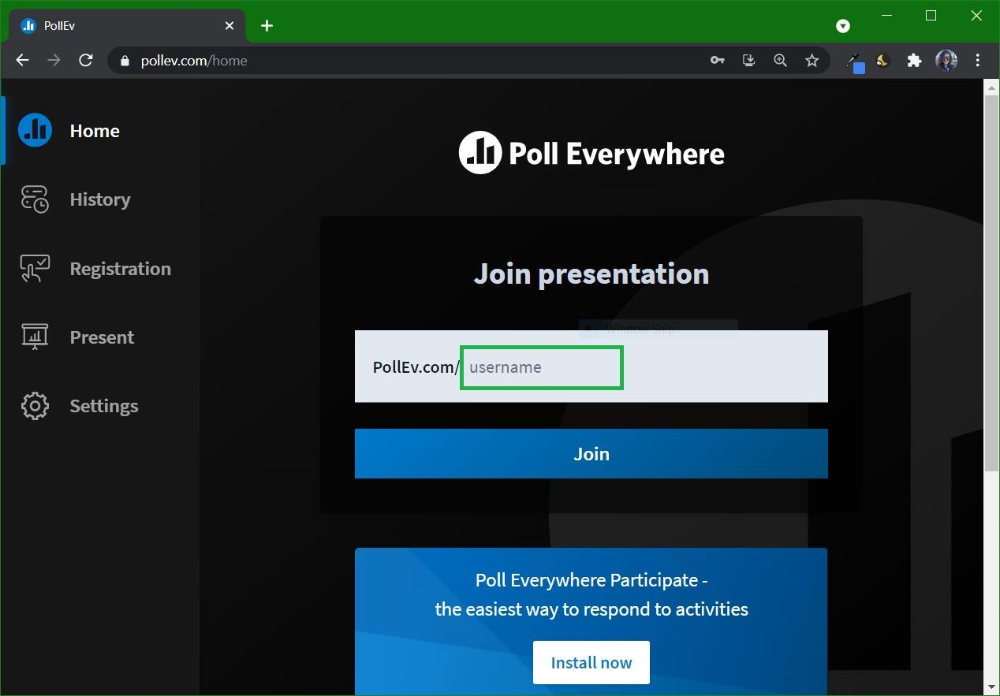 PollEv
pollev.com/home
Home
History
Registration
Present
Settings
Poll Everywhere
Join presentation
Window Snip
PollEv.com/username
Join
Poll Everywhere Participate -
the easiest way to respond to activities
Install now